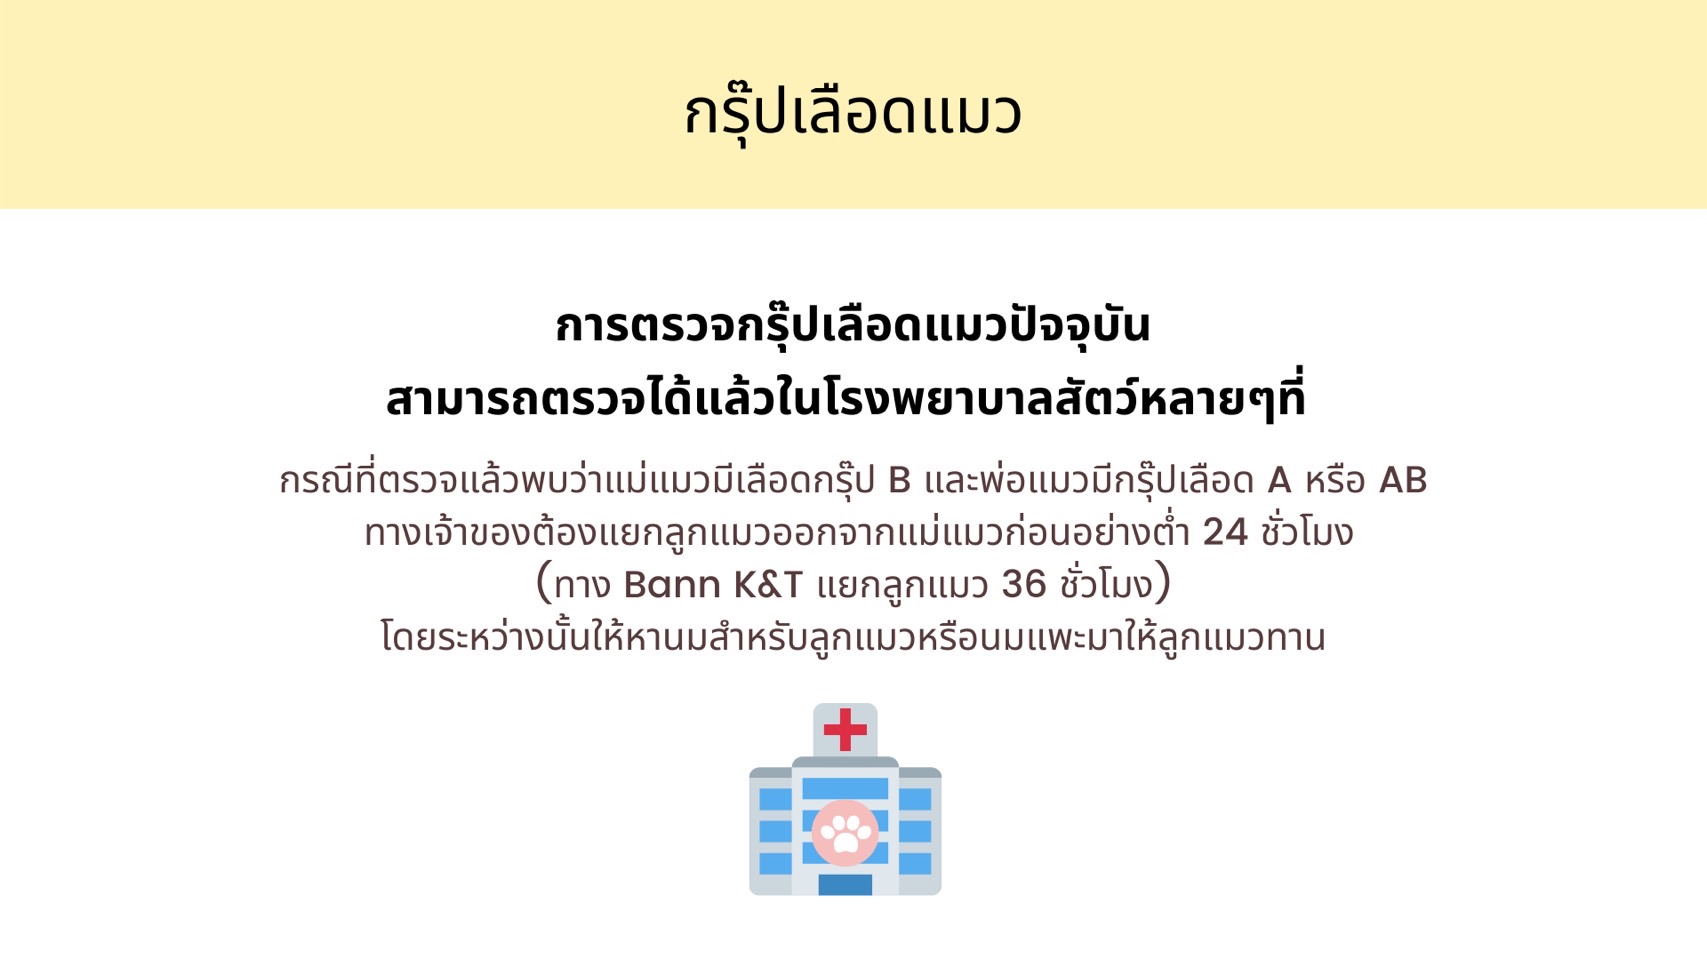 กรุ๊ปเลือดแมว
การตรวจกรุ๊ปเลือดแมวปัจจุบัน
สามารถตรวจได้แล้วในโรงพยาบาลสัตว์หลายๆที่
กรณีที่ตรวจแล้วพบว่าแม่แมวมีเลือดกรุ๊ป B และพ่อแมวมีกรุ๊ปเลือด A หรือ AB
ทางเจ้าของต้องแยกลูกแมวออกจากแม่แมวก่อนอย่างต่ำ 24 ชั่วโมง
(ทาง Bann K&T แยกลูกแมว 36 ชั่วโมง)
โดยระหว่างนั้นให้หานมสำหรับลูกแมวหรือนมแพะมาให้ลูกแมวทาน